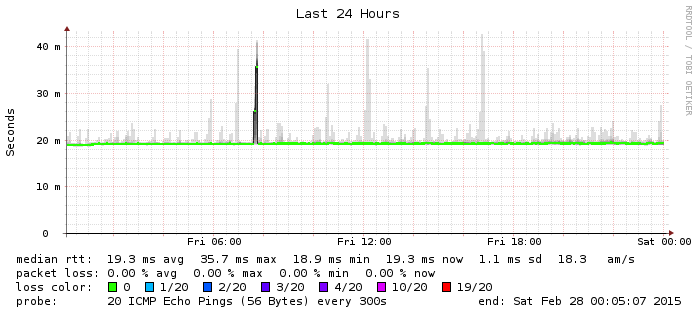 Last 24 Hours
RRDTOOL / TOBI OETIKER
Seconds
40 m
30 m
20 m
10 m
0
Fri 06:00 Fri 12:00 Fri 18:00 Sat 00:00
median rtt: 19.3 ms avg 35.7 ms max 18.9 ms min 19.3 ms now 1.1 ms sd 18.3 am/s
packet loss: 0.00 % avg 0.00 % max 0.00 % min 0.00 % now
loss color: 0 1/20 2/20 3/20 4/20 10/20 19/20
probe: 20 ICMP Echo Pings (56 Bytes) every 300s end: Sat Feb 28 00:05:07 2015